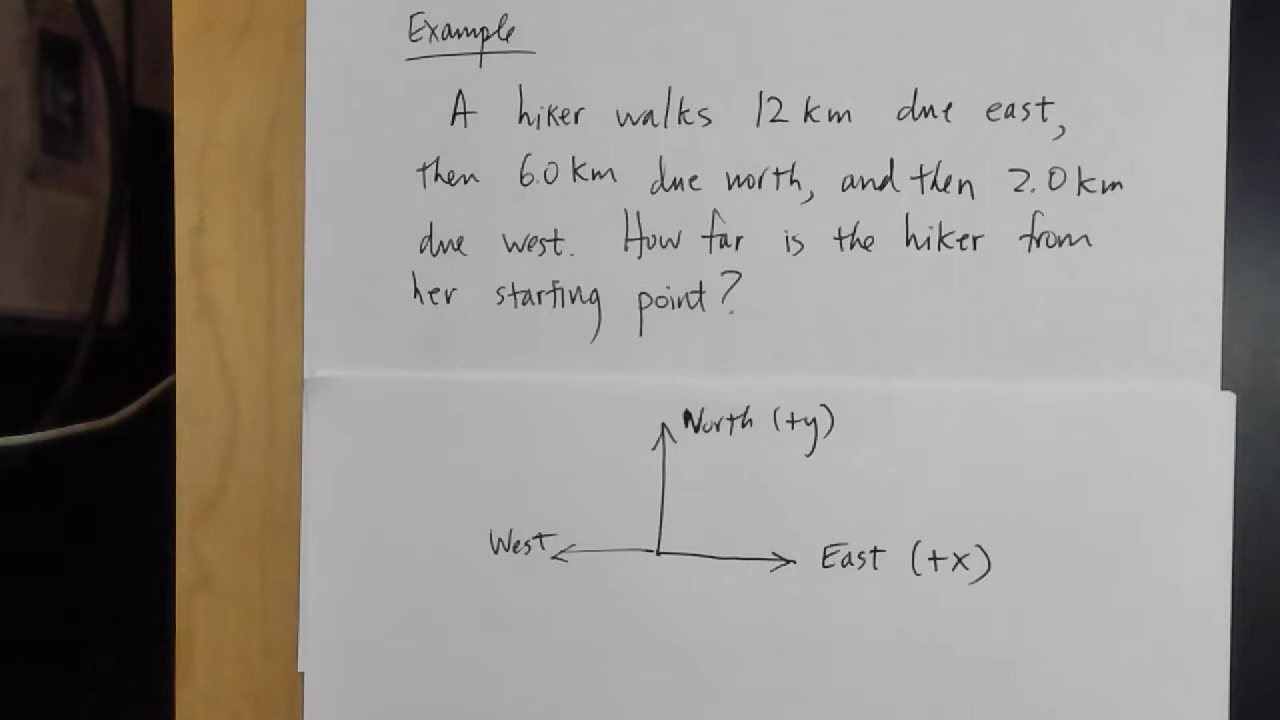 Example
A hiker walks 12 km due east,
then 6.0 km due north, and then 2.0 km
due west. How far is the hiker from
her starting point?
North (+y)
West
East (+x)